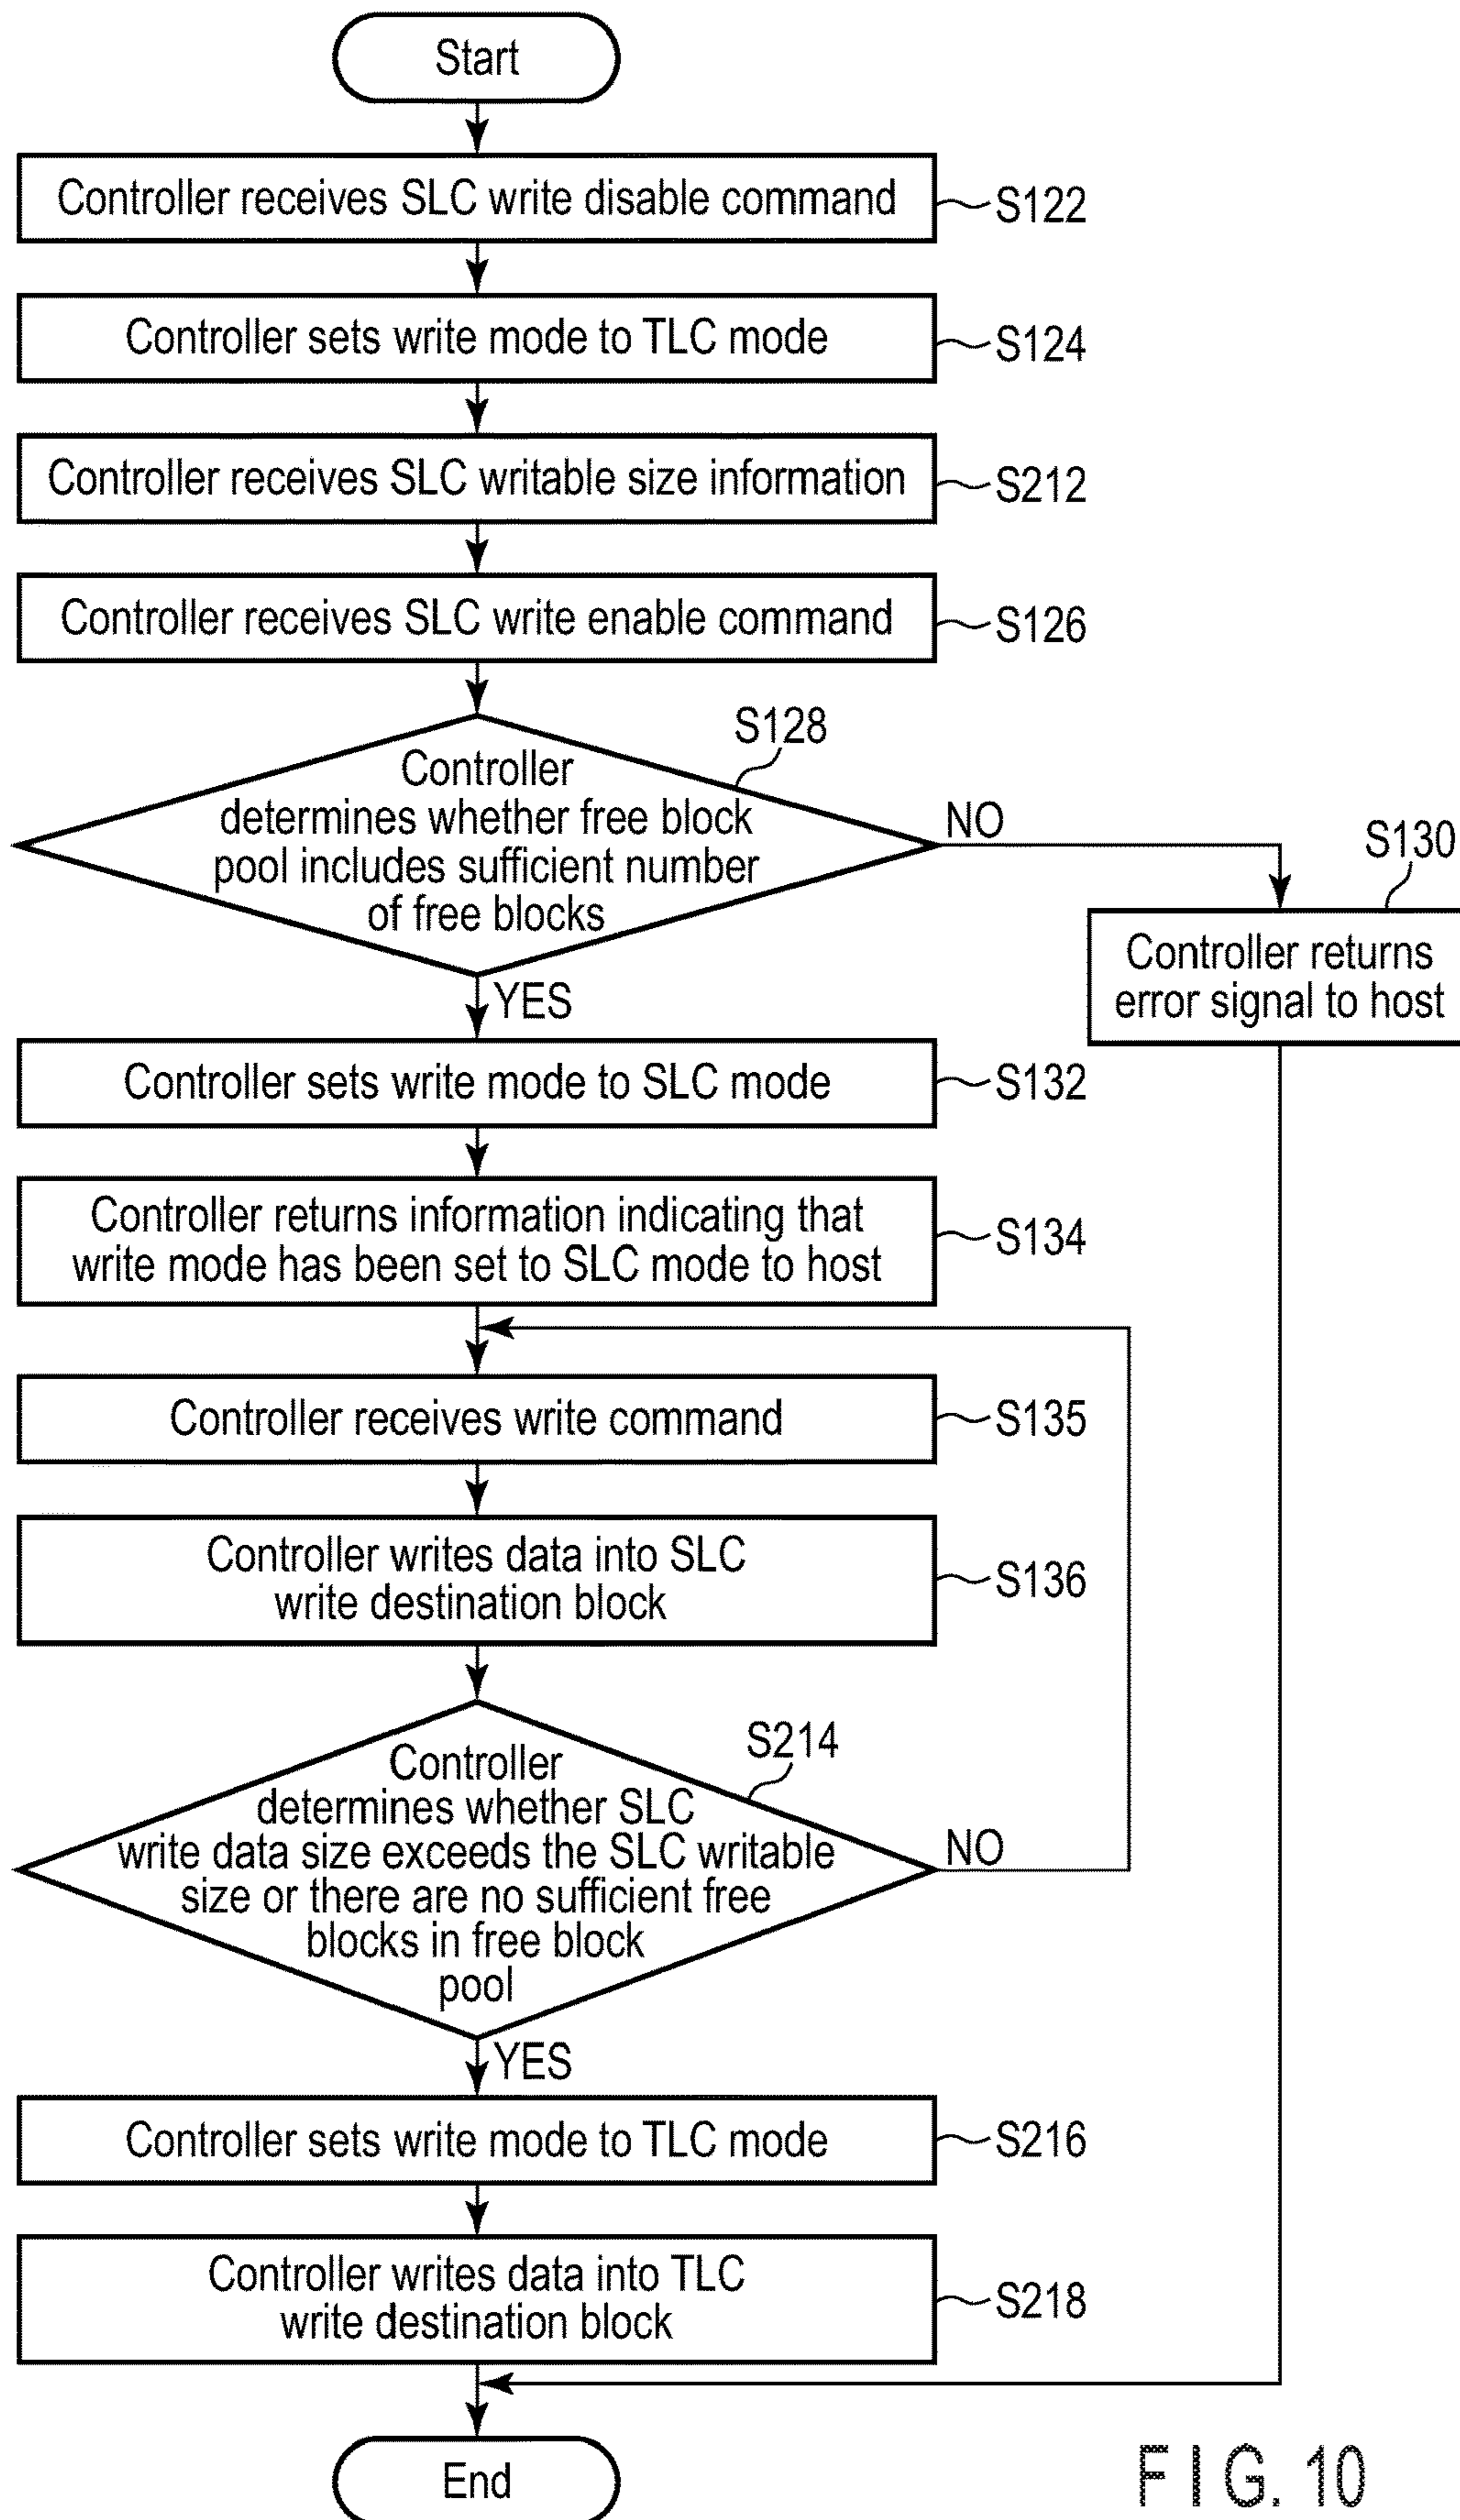 Start
Controller receives SLC write disable command
S122
Controller sets write mode to TLC mode
S124
Controller receives SLC writable size information
S212
Controller receives SLC write enable command
S126
S128
Controller
determines whether free block
pool includes sufficient number
of free blocks
NO
S130
Controller returns
error signal to host
YES
Controller sets write mode to SLC mode
S132
Controller returns information indicating that
write mode has been set to SLC mode to host
S134
Controller receives write command
S135
Controller writes data into SLC
write destination block
S136
S214
Controller
determines whether SLC
write data size exceeds the SLC writable
size or there are no sufficient free
blocks in free block
pool
NO
YES
Controller sets write mode to TLC mode
S216
Controller writes data into TLC
write destination block
S218
End
FIG. 10